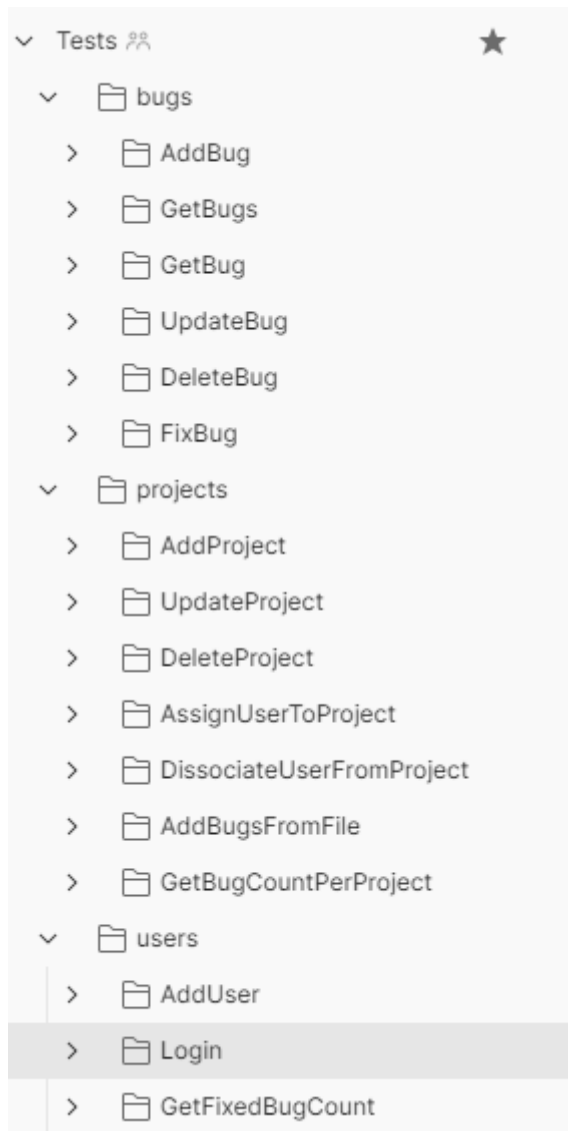 Tests
bugs
AddBug
GetBugs
GetBug
UpdateBug
DeleteBug
FixBug
projects
AddProject
UpdateProject
DeleteProject
AssignUserToProject
DissociateUserFromProject
AddBugsFromFile
GetBugCountPerProject
users
AddUser
Login
GetFixedBugCount